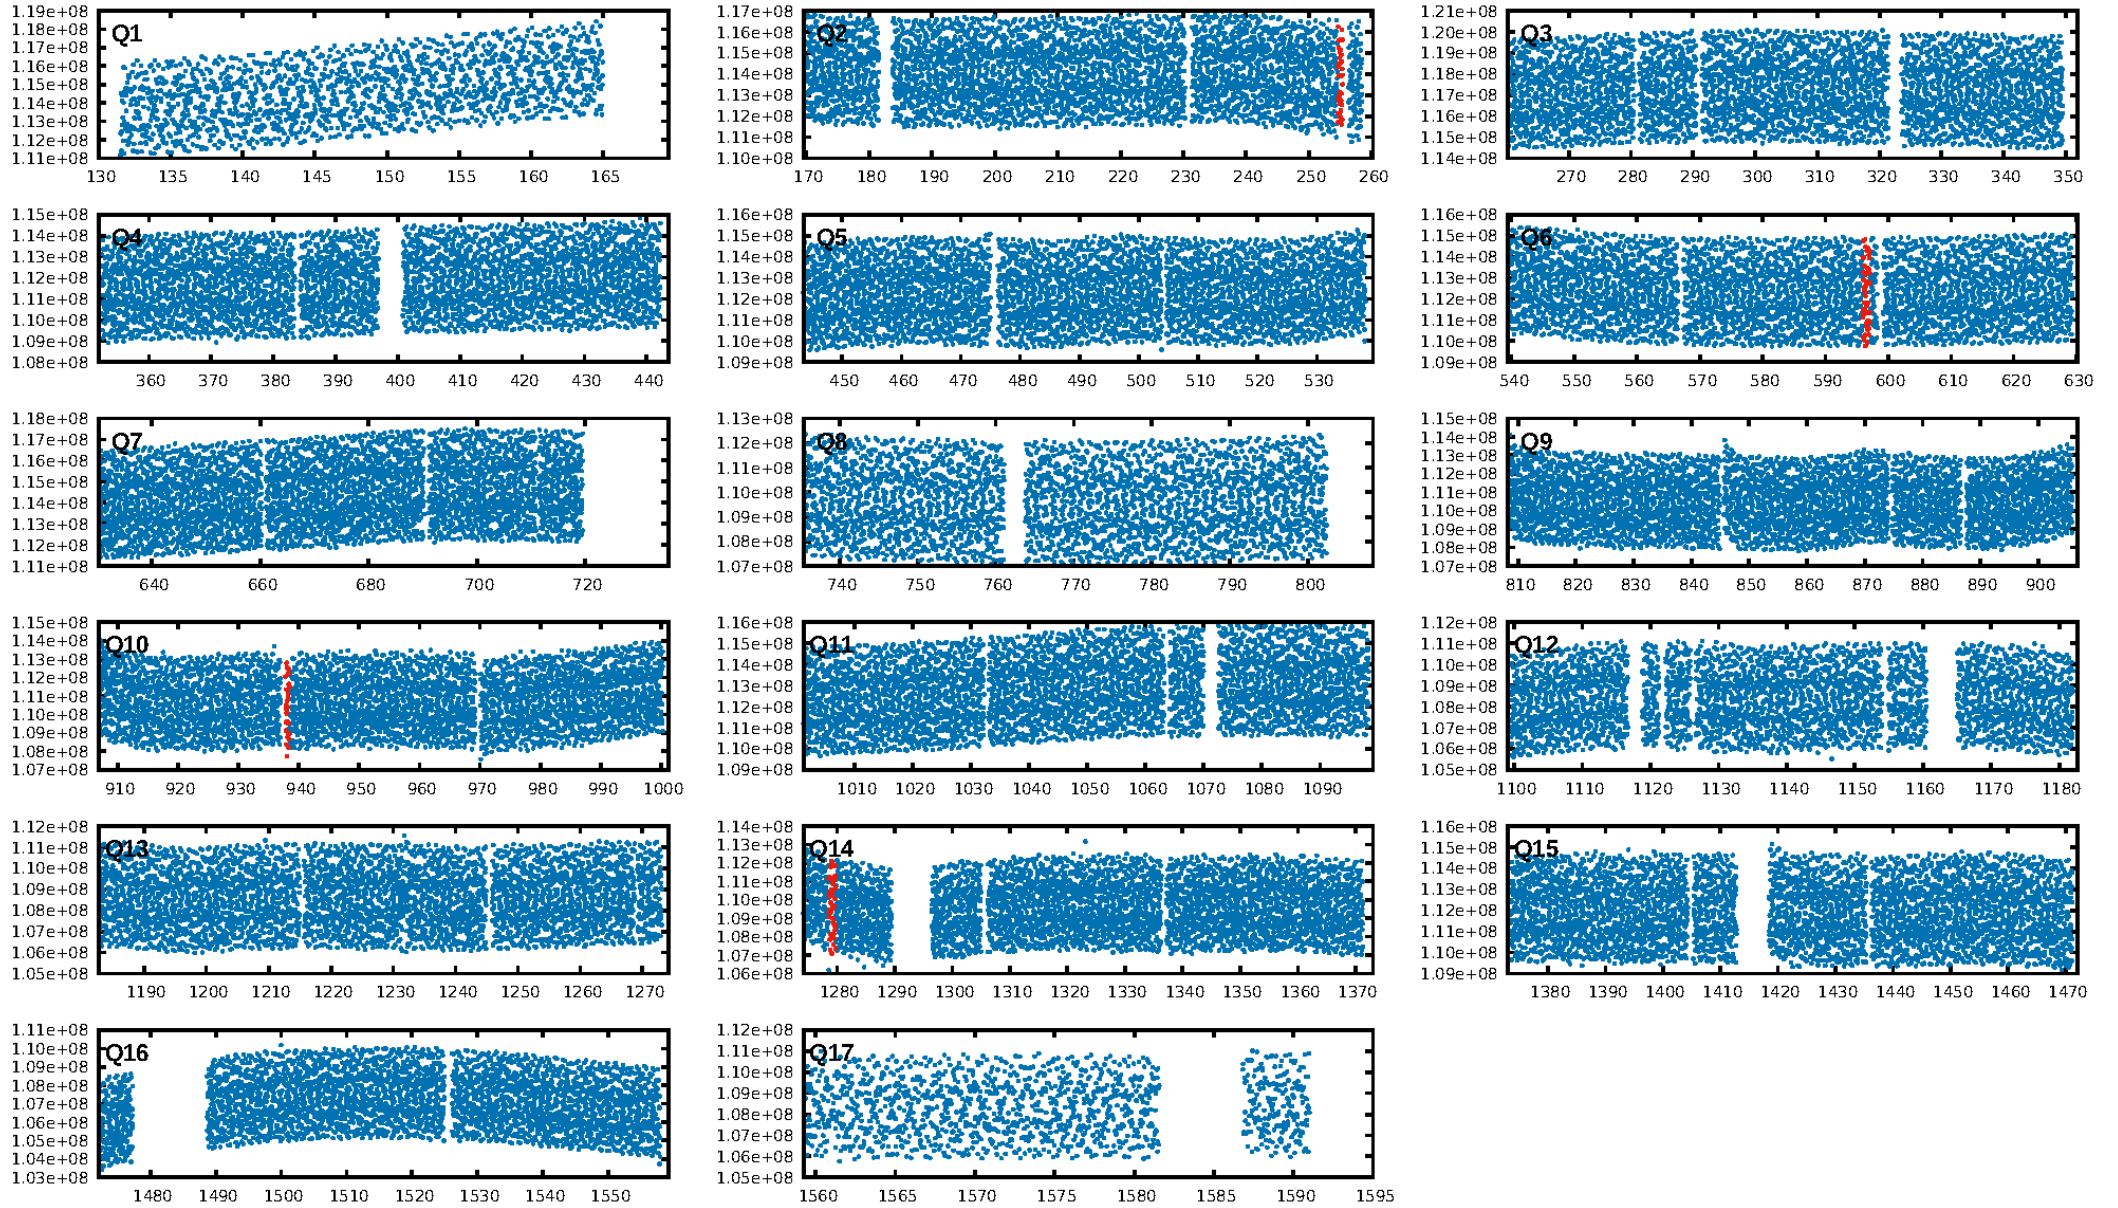 1.19e+08
1.18e+08
1.17e+08
1.16e+08
1.15e+08
1.14e+08
1.13e+08
1.12e+08
1.11e+08
Q1
130 135 140 145 150 155 160 165
1.17e+08
1.16e+08
1.15e+08
1.14e+08
1.13e+08
1.12e+08
1.11e+08
1.10e+08
Q2
170 180 190 200 210 220 230 240 250 260
1.21e+08
1.20e+08
1.19e+08
1.18e+08
1.17e+08
1.16e+08
1.15e+08
1.14e+08
Q3
270 280 290 300 310 320 330 340 350
1.15e+08
1.14e+08
1.13e+08
1.12e+08
1.11e+08
1.10e+08
1.09e+08
1.08e+08
Q4
360 370 380 390 400 410 420 430 440
1.16e+08
1.15e+08
1.14e+08
1.13e+08
1.12e+08
1.11e+08
1.10e+08
1.09e+08
Q5
450 460 470 480 490 500 510 520 530
1.16e+08
1.15e+08
1.14e+08
1.13e+08
1.12e+08
1.11e+08
1.10e+08
1.09e+08
Q6
540 550 560 570 580 590 600 610 620 630
1.18e+08
1.17e+08
1.16e+08
1.15e+08
1.14e+08
1.13e+08
1.12e+08
1.11e+08
Q7
640 660 680 700 720
1.13e+08
1.12e+08
1.11e+08
1.10e+08
1.09e+08
1.08e+08
1.07e+08
Q8
740 750 760 770 780 790 800
1.15e+08
1.14e+08
1.13e+08
1.12e+08
1.11e+08
1.10e+08
1.09e+08
1.08e+08
1.07e+08
Q9
810 820 830 840 850 860 870 880 890 900
1.15e+08
1.14e+08
1.13e+08
1.12e+08
1.11e+08
1.10e+08
1.09e+08
1.08e+08
1.07e+08
Q10
910 920 930 940 950 960 970 980 990 1000
1.16e+08
1.15e+08
1.14e+08
1.13e+08
1.12e+08
1.11e+08
1.10e+08
1.09e+08
Q11
1010 1020 1030 1040 1050 1060 1070 1080 1090
1.12e+08
1.11e+08
1.10e+08
1.09e+08
1.08e+08
1.07e+08
1.06e+08
1.05e+08
Q12
1100 1110 1120 1130 1140 1150 1160 1170 1180
1.12e+08
1.11e+08
1.10e+08
1.09e+08
1.08e+08
1.07e+08
1.06e+08
1.05e+08
Q13
1190 1200 1210 1220 1230 1240 1250 1260 1270
1.14e+08
1.13e+08
1.12e+08
1.11e+08
1.10e+08
1.09e+08
1.08e+08
1.07e+08
1.06e+08
Q14
1280 1290 1300 1310 1320 1330 1340 1350 1360 1370
1.16e+08
1.15e+08
1.14e+08
1.13e+08
1.12e+08
1.11e+08
1.10e+08
1.09e+08
Q15
1380 1390 1400 1410 1420 1430 1440 1450 1460 1470
1.11e+08
1.10e+08
1.09e+08
1.08e+08
1.07e+08
1.06e+08
1.05e+08
1.04e+08
1.03e+08
Q16
1480 1490 1500 1510 1520 1530 1540 1550
1.12e+08
1.11e+08
1.10e+08
1.09e+08
1.08e+08
1.07e+08
1.06e+08
1.05e+08
Q17
1560 1565 1570 1575 1580 1585 1590 1595